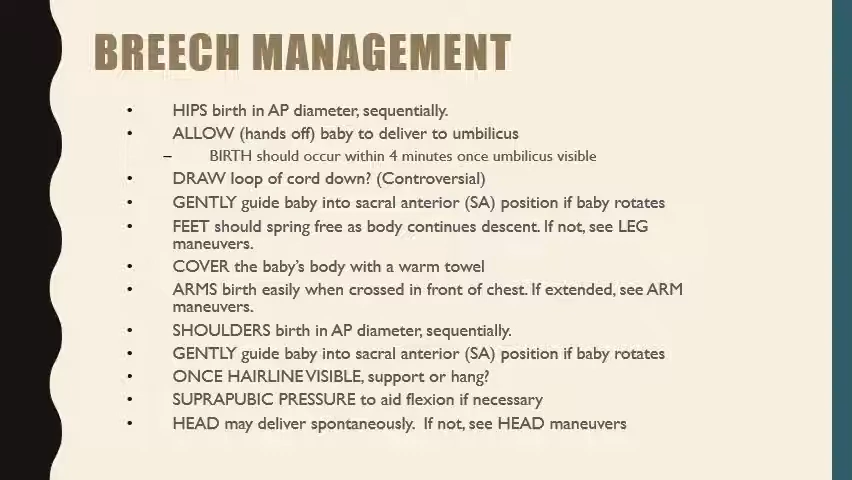 BREECH MANAGEMENT
• HIPS birth in AP diameter, sequentially.
• ALLOW (hands off) baby to deliver to umbilicus
– BIRTH should occur within 4 minutes once umbilicus visible
• DRAW loop of cord down? (Controversial)
• GENTLY guide baby into sacral anterior (SA) position if baby rotates
• FEET should spring free as body continues descent. If not, see LEG
maneuvers.
• COVER the baby's body with a warm towel
• ARMS birth easily when crossed in front of chest. If extended, see ARM
maneuvers.
• SHOULDERS birth in AP diameter, sequentially.
• GENTLY guide baby into sacral anterior (SA) position if baby rotates
• ONCE HAIRLINE VISIBLE, support or hang?
• SUPRAPUBIC PRESSURE to aid flexion if necessary
• HEAD may deliver spontaneously. If not, see HEAD maneuvers